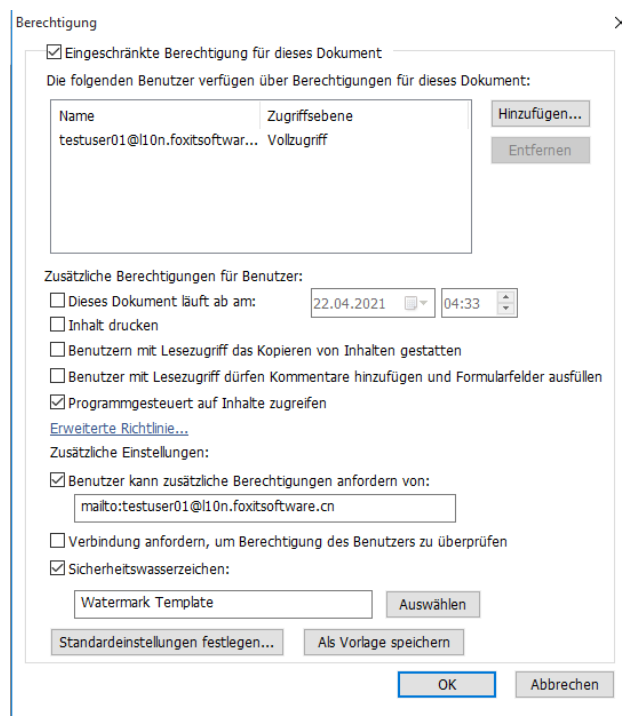 Berechtigung
Eingeschränkte Berechtigung für dieses Dokument
Die folgenden Benutzer verfügen über Berechtigungen für dieses Dokument:
Name Zugriffsebene
Hinzufügen...
testuser01@l10n.foxitsoftwar... Vollzugriff
Entfernen
Zusätzliche Berechtigungen für Benutzer:
Dieses Dokument läuft ab am: 22.04.2021 04:33
Inhalt drucken
Benutzern mit Lesezugriff das Kopieren von Inhalten gestatten
Benutzer mit Lesezugriff dürfen Kommentare hinzufügen und Formularfelder ausfüllen
Programmgesteuert auf Inhalte zugreifen
Erweiterte Richtlinie...
Zusätzliche Einstellungen:
Benutzer kann zusätzliche Berechtigungen anfordern von:
mailto:testuser01@l10n.foxitsoftware.cn
Verbindung anfordern, um Berechtigung des Benutzers zu überprüfen
Sicherheitswasserzeichen:
Watermark Template Auswählen
Standardeinstellungen festlegen... Als Vorlage speichern
OK Abbrechen